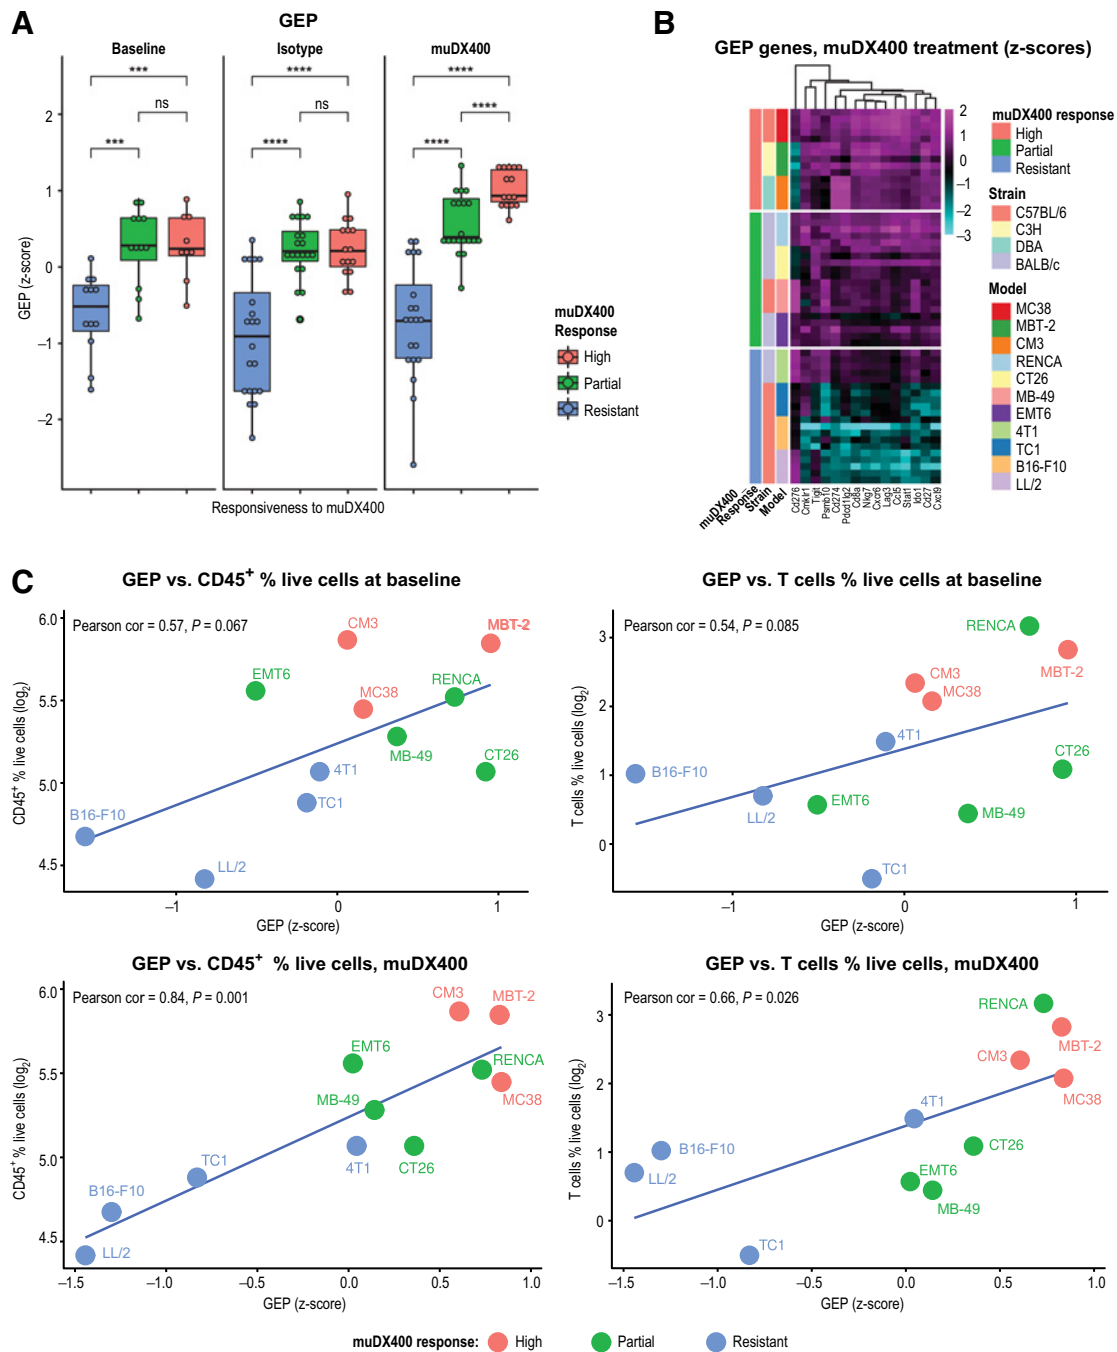 A
GEP
Baseline
Isotype
muDX400
***
****
****
ns
ns
****
***
****
****
2
1
0
–1
–2
GEP (z-score)
Responsiveness to muDX400
muDX400
Response
High
Partial
Resistant
B
GEP genes, muDX400 treatment (z-scores)
2
1
0
–1
–2
–3
muDX400 response
High
Partial
Resistant
Strain
C57BL/6
C3H
DBA
BALB/c
Model
MC38
MBT-2
CM3
RENCA
CT26
MB-49
EMT6
4T1
TC1
B16-F10
LL/2
muDX400
Response
Strain
Model
Cd276
Cmklr1
Tigit
Psmb10
Cd274
Pdcd1lg2
Cd8a
Nkg7
Cxcr6
Lag3
Ccl5
Stat1
Ido1
Cd27
Cxcl9
C
GEP vs. CD45+ % live cells at baseline
Pearson cor = 0.57, P = 0.067
6.0
5.5
5.0
4.5
CD45+ % live cells (log2)
CM3
MBT-2
EMT6
MC38
RENCA
MB-49
CT26
4T1
TC1
B16-F10
LL/2
–1
0
1
GEP (z-score)
GEP vs. T cells % live cells at baseline
Pearson cor = 0.54, P = 0.085
3
2
1
0
T cells % live cells (log2)
RENCA
MBT-2
CM3
MC38
4T1
CT26
B16-F10
LL/2
EMT6
MB-49
TC1
–1
0
1
GEP (z-score)
GEP vs. CD45+ % live cells, muDX400
Pearson cor = 0.84, P = 0.001
6.0
5.5
5.0
4.5
CD45+ % live cells (log2)
CM3
MBT-2
EMT6
RENCA
MB-49
MC38
TC1
4T1
CT26
B16-F10
LL/2
–1.5
–1.0
–0.5
0.0
0.5
1.0
GEP (z-score)
GEP vs. T cells % live cells, muDX400
Pearson cor = 0.66, P = 0.026
3
2
1
0
T cells % live cells (log2)
RENCA
MBT-2
CM3
MC38
4T1
B16-F10
CT26
LL/2
EMT6
MB-49
TC1
–1.5
–1.0
–0.5
0.0
0.5
1.0
GEP (z-score)
muDX400 response:
High
Partial
Resistant